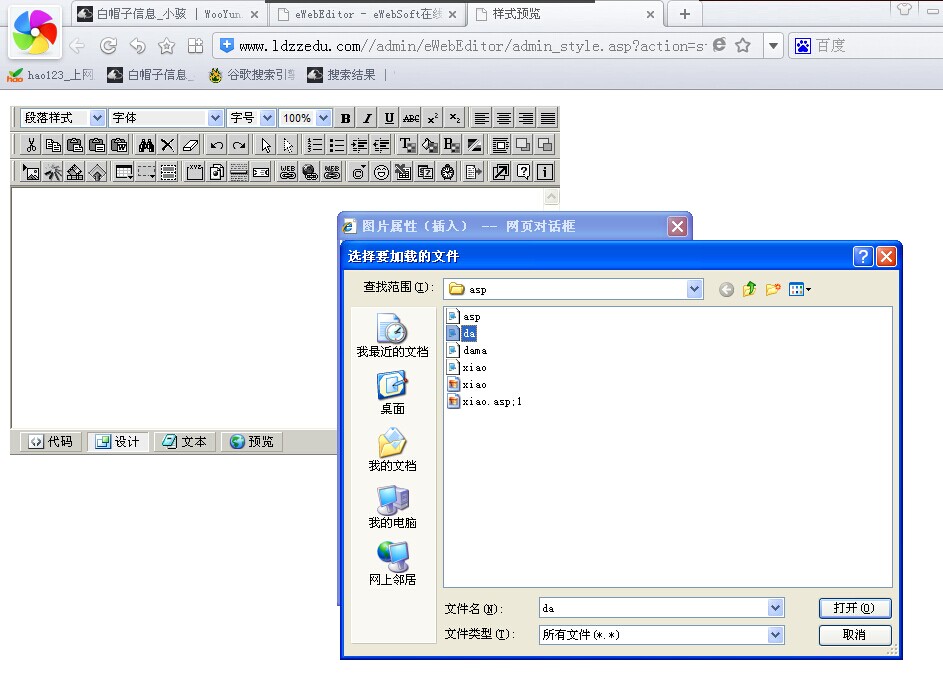 白帽子信息_小骇 | WooYun
eWebEditor - eWebSoft在线
样式预览
www.ldzzedu.com//admin/eWebEditor/admin_style.asp?action=s
百度
hao123_上网
白帽子信息_
谷歌搜索引擎
搜索结果 |
段落样式
字体
字号
100%
B I U ABC x² x₂
代码
设计
文本
预览
图片属性（插入） -- 网页对话框
选择要加载的文件
查找范围(I):
asp
asp
da
dama
xiao
xiao
xiao.asp;1
我最近的文档
桌面
我的文档
我的电脑
网上邻居
文件名(N):
da
打开(O)
文件类型(T):
所有文件(*.*)
取消